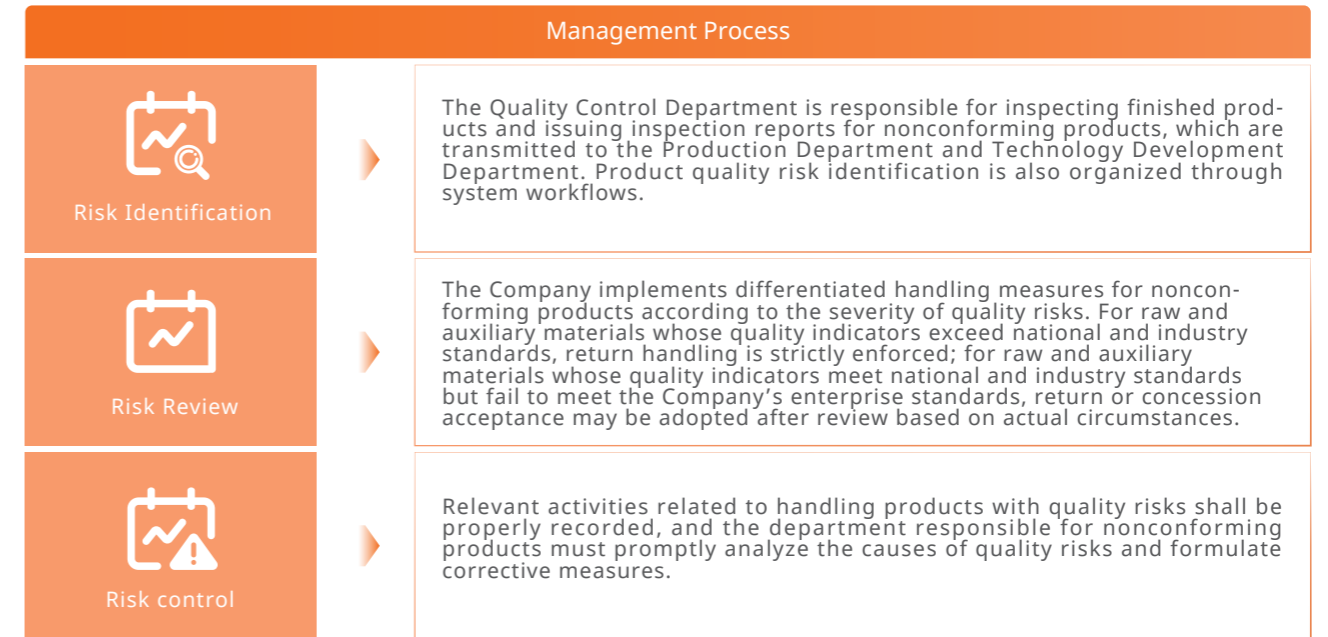 Management Process
Risk Identification
The Quality Control Department is responsible for inspecting finished prod-
ucts and issuing inspection reports for nonconforming products, which are
transmitted to the Production Department and Technology Development
Department. Product quality risk identification is also organized through
system workflows.
Risk Review
The Company implements differentiated handling measures for noncon-
forming products according to the severity of quality risks. For raw and
auxiliary materials whose quality indicators exceed national and industry
standards, return handling is strictly enforced; for raw and auxiliary
materials whose quality indicators meet national and industry standards
but fail to meet the Company’s enterprise standards, return or concession
acceptance may be adopted after review based on actual circumstances.
Risk control
Relevant activities related to handling products with quality risks shall be
properly recorded, and the department responsible for nonconforming
products must promptly analyze the causes of quality risks and formulate
corrective measures.